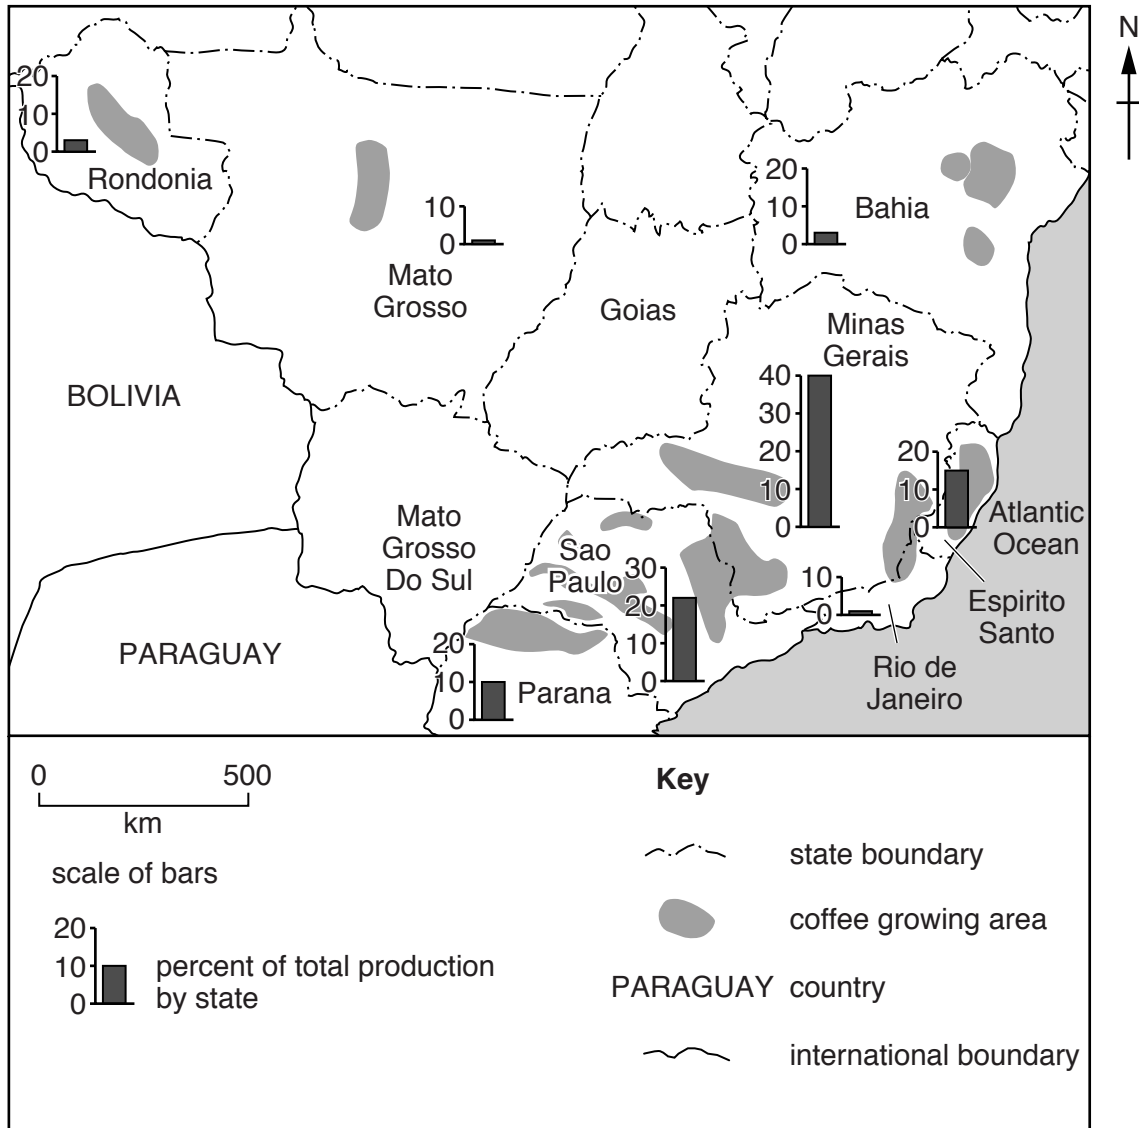 N
20
10
0
Rondonia
10
0
Mato
Grosso
20
10
0
Bahia
Goias
Minas
Gerais
40
30
20
10
0
BOLIVIA
20
10
0
Atlantic
Ocean
Mato
Grosso
Do Sul
Sao
Paulo
30
20
10
0
10
0
Espirito
Santo
PARAGUAY
20
10
0
Parana
Rio de
Janeiro
0 500
km
scale of bars
20
10
0
percent of total production
by state
Key
state boundary
coffee growing area
PARAGUAY country
international boundary